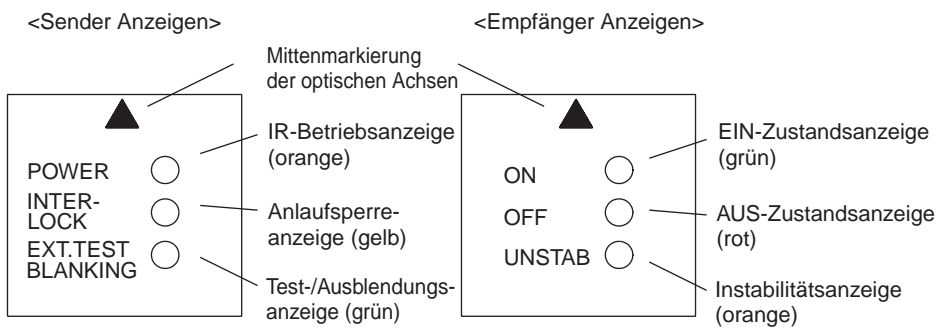 <Sender Anzeigen>
<Empfänger Anzeigen>
Mittenmarkierung
der optischen Achsen
IR-Betriebsanzeige
(orange)
POWER
INTER-
LOCK
Anlaufsperre-
anzeige (gelb)
EXT.TEST
BLANKING
Test-/Ausblendungs-
anzeige (grün)
EIN-Zustandsanzeige
(grün)
ON
OFF
AUS-Zustandsanzeige
(rot)
UNSTAB
Instabilitätsanzeige
(orange)